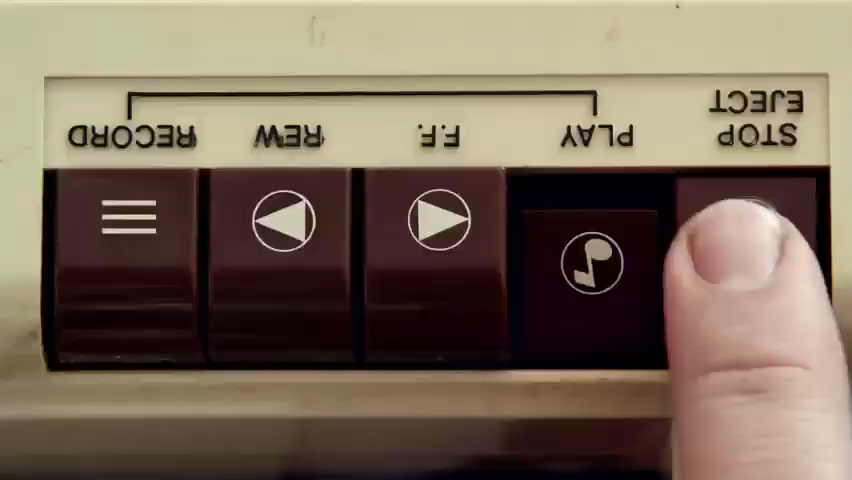 RECORD
REW
F.F.
PLAY
STOP
EJECT